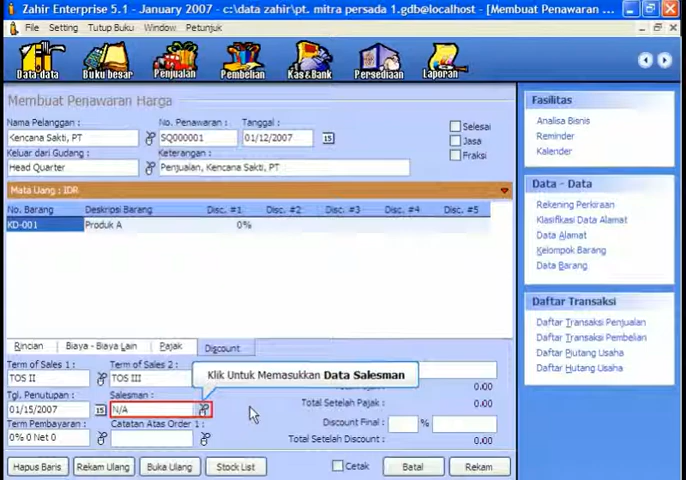 Zahir Enterprise 5.1 - January 2007 - c:\data zahir\pt. mitra persada 1.gdb@localhost - [Membuat Penawaran
File Setting Tutup Buku Window Petunjuk
Data-data Buku besar Penjualan Pembelian Kas&Bank Persediaan Laporan
Membuat Penawaran Harga
Nama Pelanggan : No. Penawaran : Tanggal :
Kencana Sakti, PT SQ000001 01/12/2007 15
Selesai
Jasa
Fraksi
Keluar dari Gudang : Keterangan :
Head Quarter Penjualan, Kencana Sakti, PT
Mata Uang : IDR
No. Barang Deskripsi Barang Disc. #1 Disc. #2 Disc. #3 Disc. #4 Disc. #5
KD-001 Produk A 0%
Rincian Biaya - Biaya Lain Pajak Discount
Term of Sales 1 : Term of Sales 2 :
TOS II TOS III
Klik Untuk Memasukkan Data Salesman
0.00
Tgl. Penutupan : Salesman :
01/15/2007 15 N/A
Total Setelah Pajak : 0.00
Term Pembayaran : Catatan Atas Order 1 :
0% 0 Net 0
Discount Final : %
Total Setelah Discount : 0.00
Hapus Baris Rekam Ulang Buka Ulang Stock List Cetak Batal Rekam
Fasilitas
Analisa Bisnis
Reminder
Kalender
Data - Data
Rekening Perkiraan
Klasifikasi Data Alamat
Data Alamat
Kelompok Barang
Data Barang
Daftar Transaksi
Daftar Transaksi Penjualan
Daftar Transaksi Pembelian
Daftar Piutang Usaha
Daftar Hutang Usaha